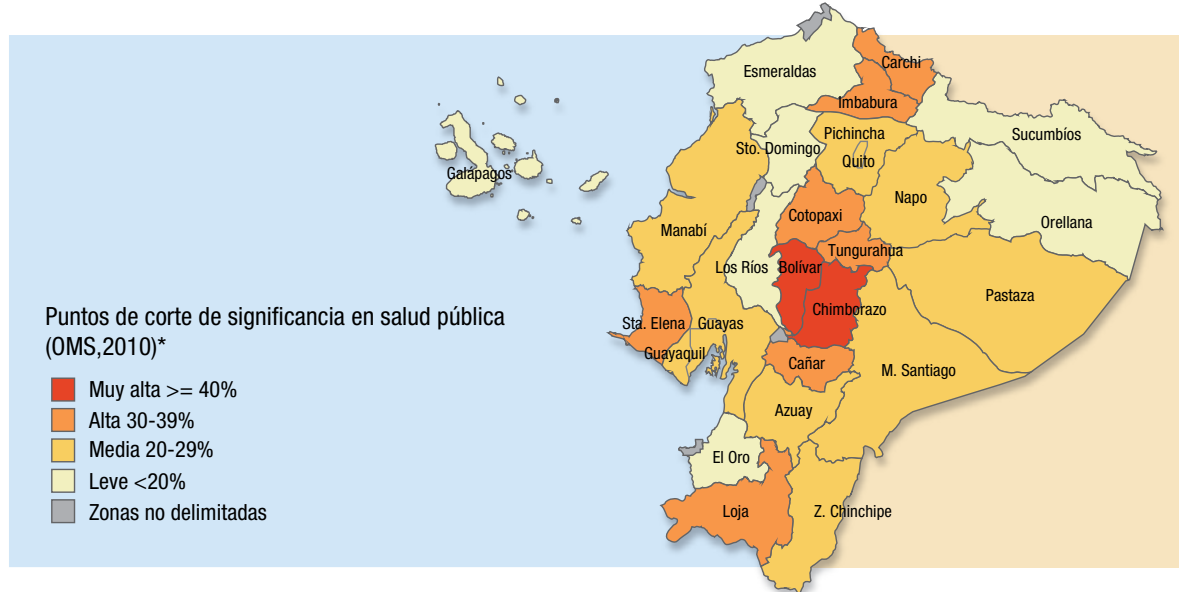 Carchi
Esmeraldas
Imbabura
Sucumbíos
Pichincha
Sto. Domingo
Quito
Galápagos
Napo
Cotopaxi
Orellana
Manabí
Tungurahua
Los Ríos
Bolívar
Pastaza
Chimborazo
Puntos de corte de significancia en salud pública
(OMS,2010)*
Sta. Elena
Guayas
Guayaquil
Cañar
M. Santiago
Muy alta >= 40%
Alta 30-39%
Azuay
Media 20-29%
El Oro
Leve <20%
Zonas no delimitadas
Loja
Z. Chinchipe